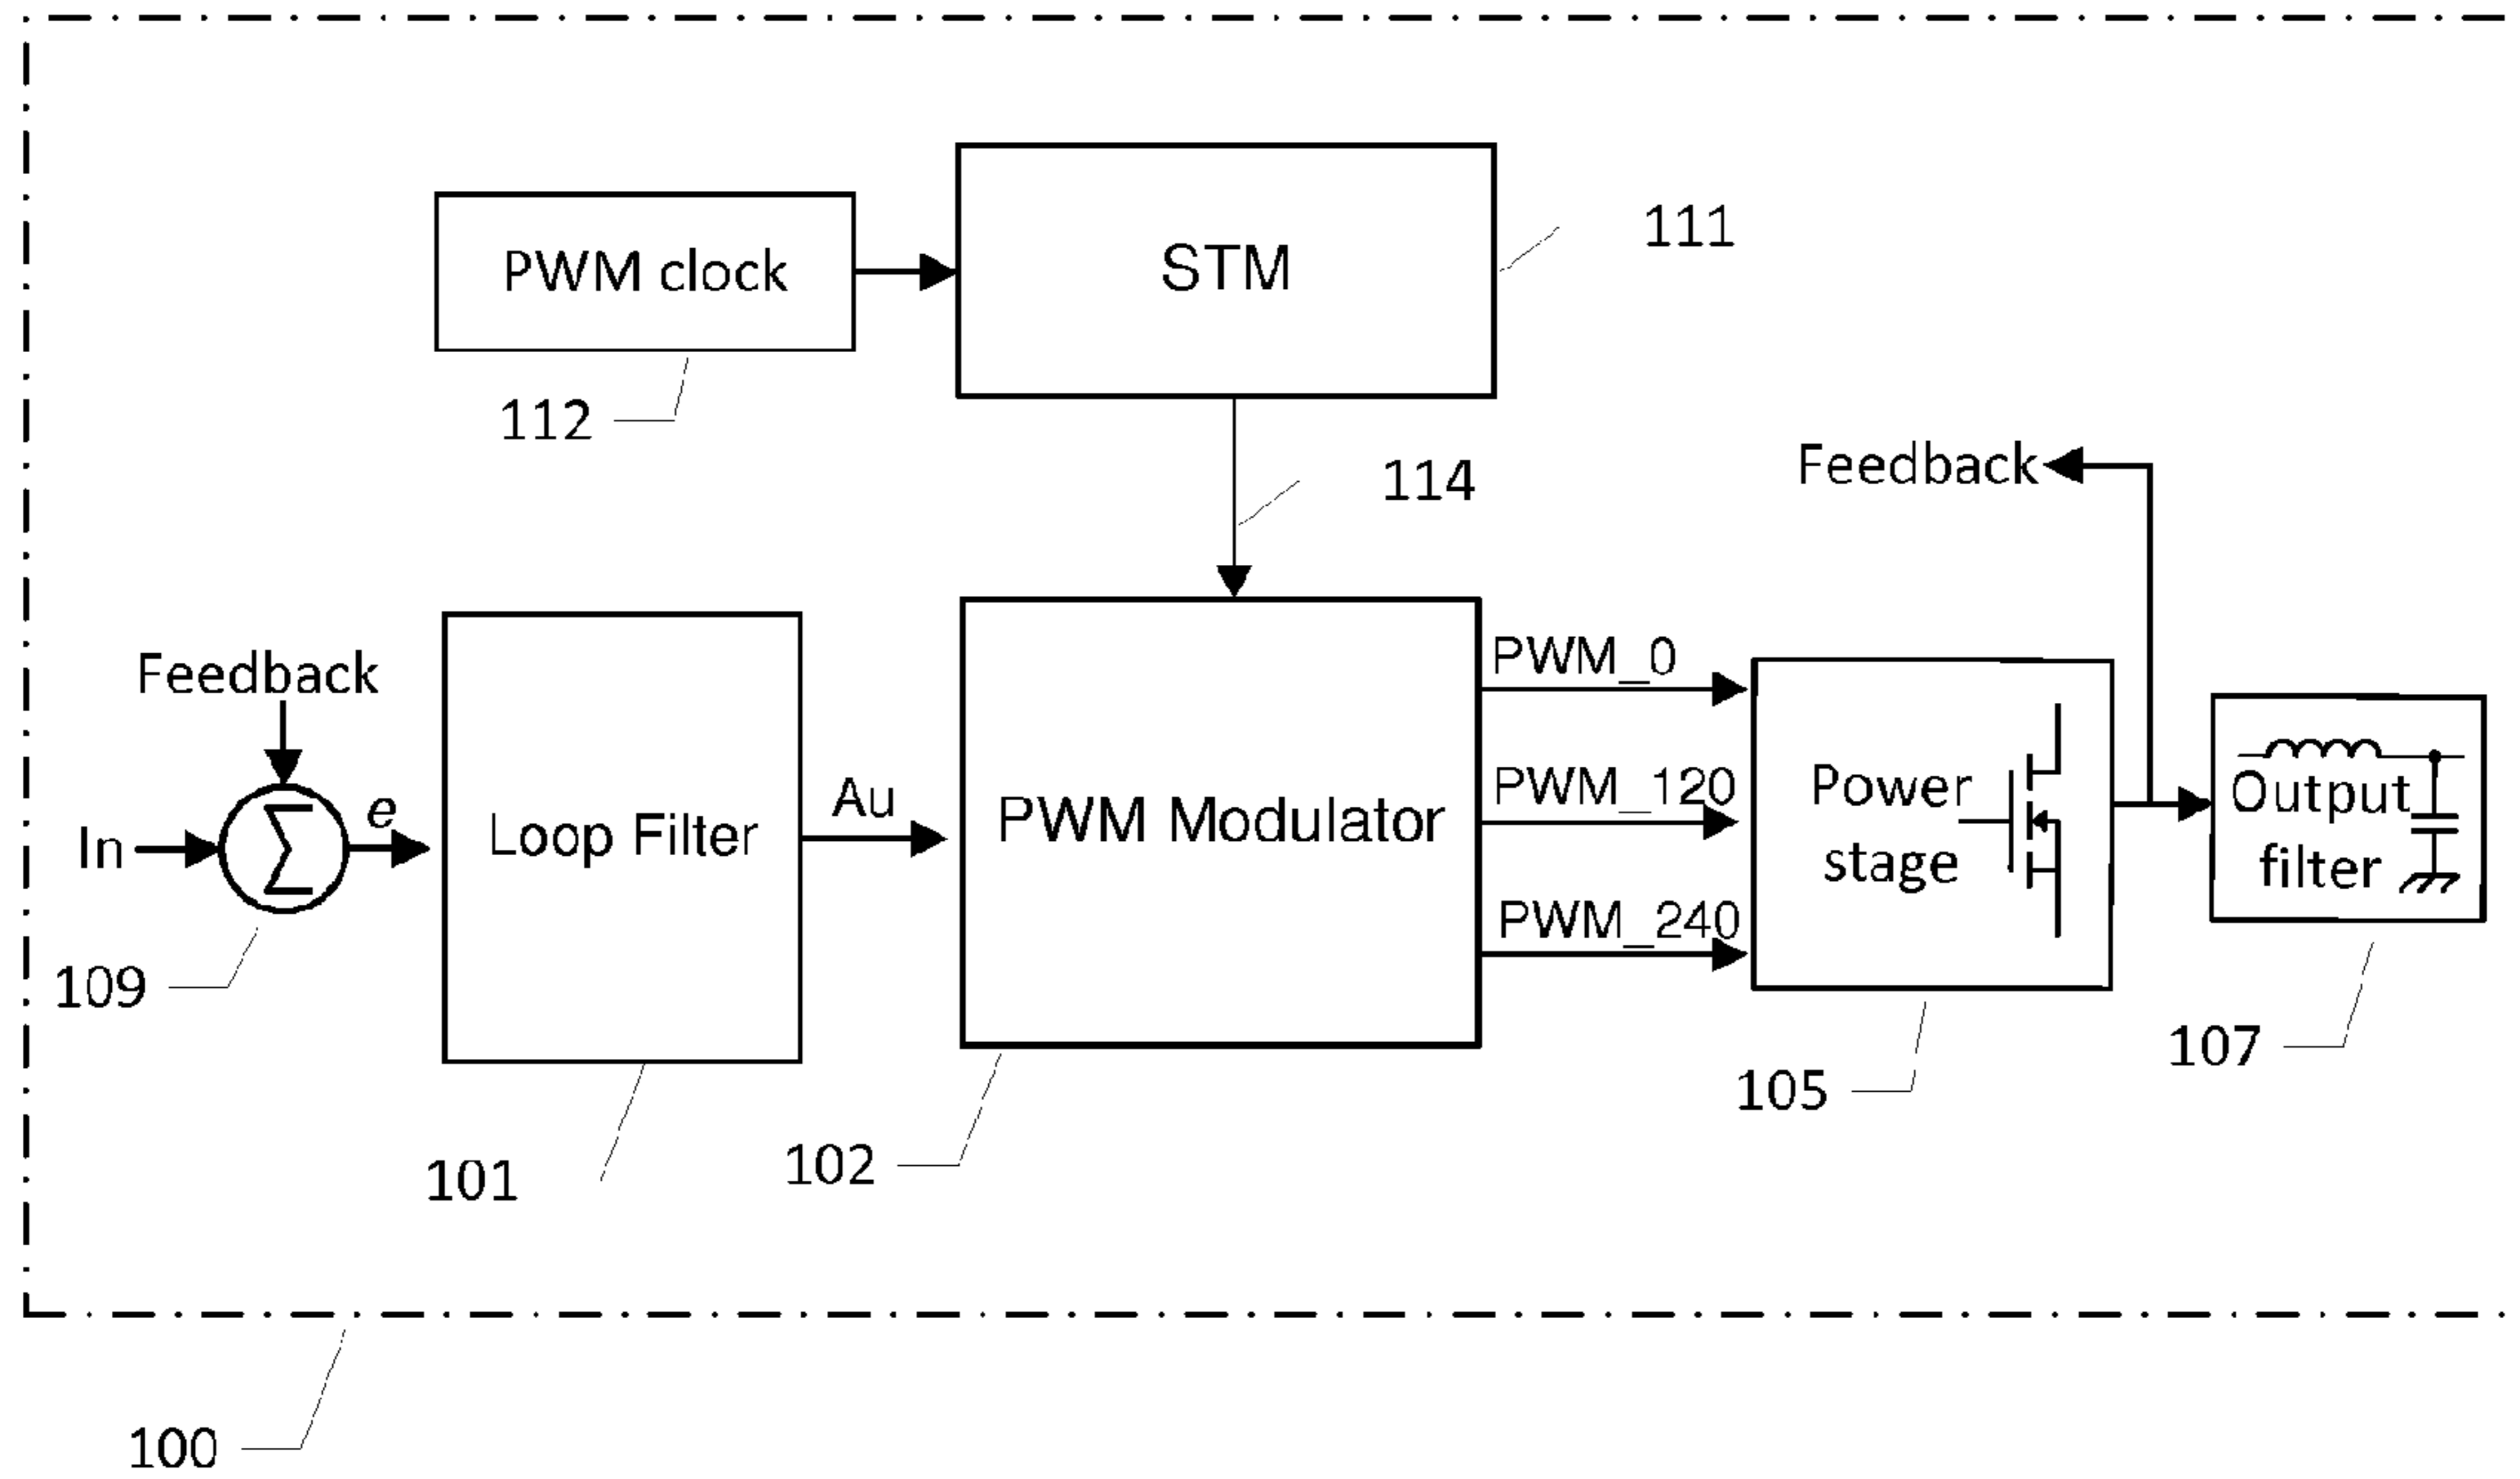 PWM clock
STM
111
112
114
Feedback
Feedback
In
Σ
e
Loop Filter
Au
PWM Modulator
PWM_0
PWM_120
PWM_240
Power
stage
Output
filter
109
101
102
105
107
100